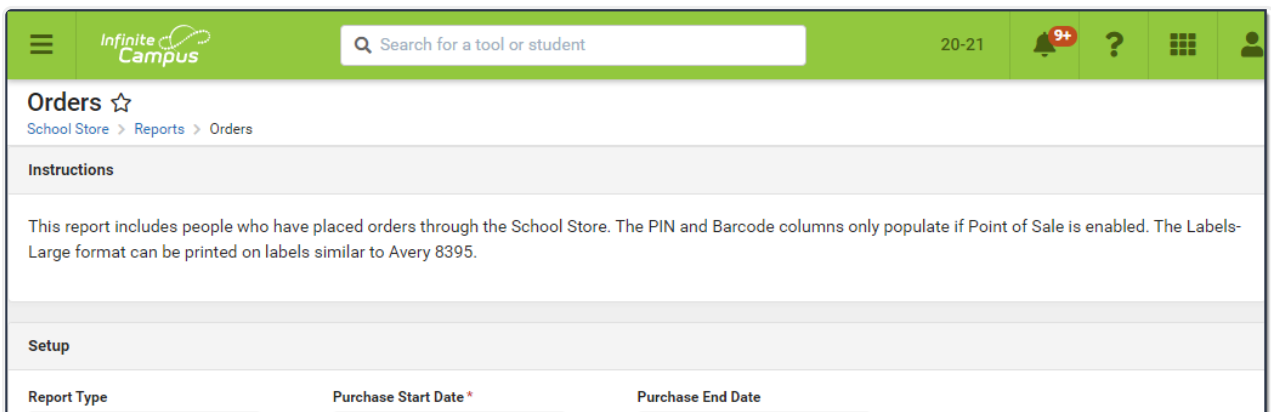 Infinite Campus
Search for a tool or student
20-21
9+
?
Orders
School Store > Reports > Orders
Instructions
This report includes people who have placed orders through the School Store. The PIN and Barcode columns only populate if Point of Sale is enabled. The Labels-
Large format can be printed on labels similar to Avery 8395.
Setup
Report Type Purchase Start Date* Purchase End Date